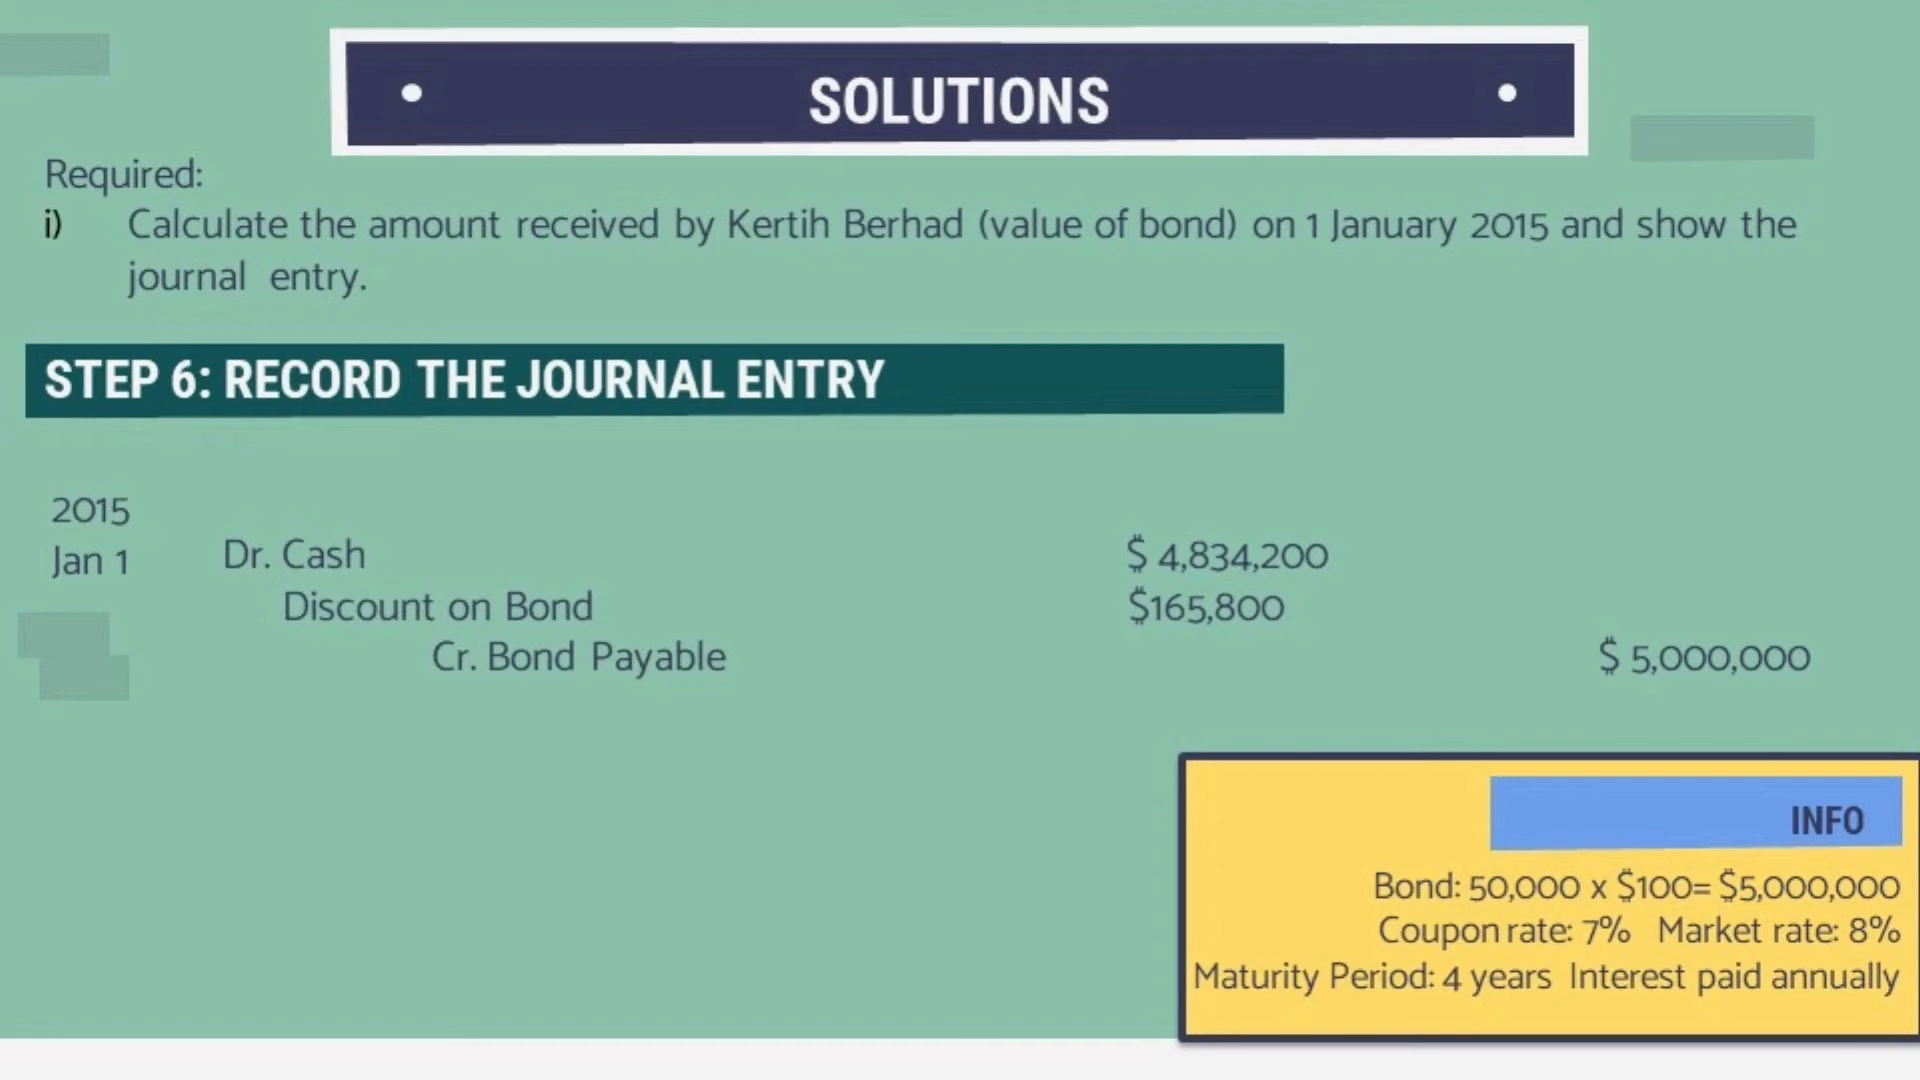 SOLUTIONS
Required:
i) Calculate the amount received by Kertih Berhad (value of bond) on 1 January 2015 and show the
journal entry.
STEP 6: RECORD THE JOURNAL ENTRY
2015
Jan 1 Dr. Cash $ 4,834,200
Discount on Bond $165,800
Cr. Bond Payable $ 5,000,000
INFO
Bond: 50,000 x $100= $5,000,000
Coupon rate: 7% Market rate: 8%
Maturity Period: 4 years Interest paid annually